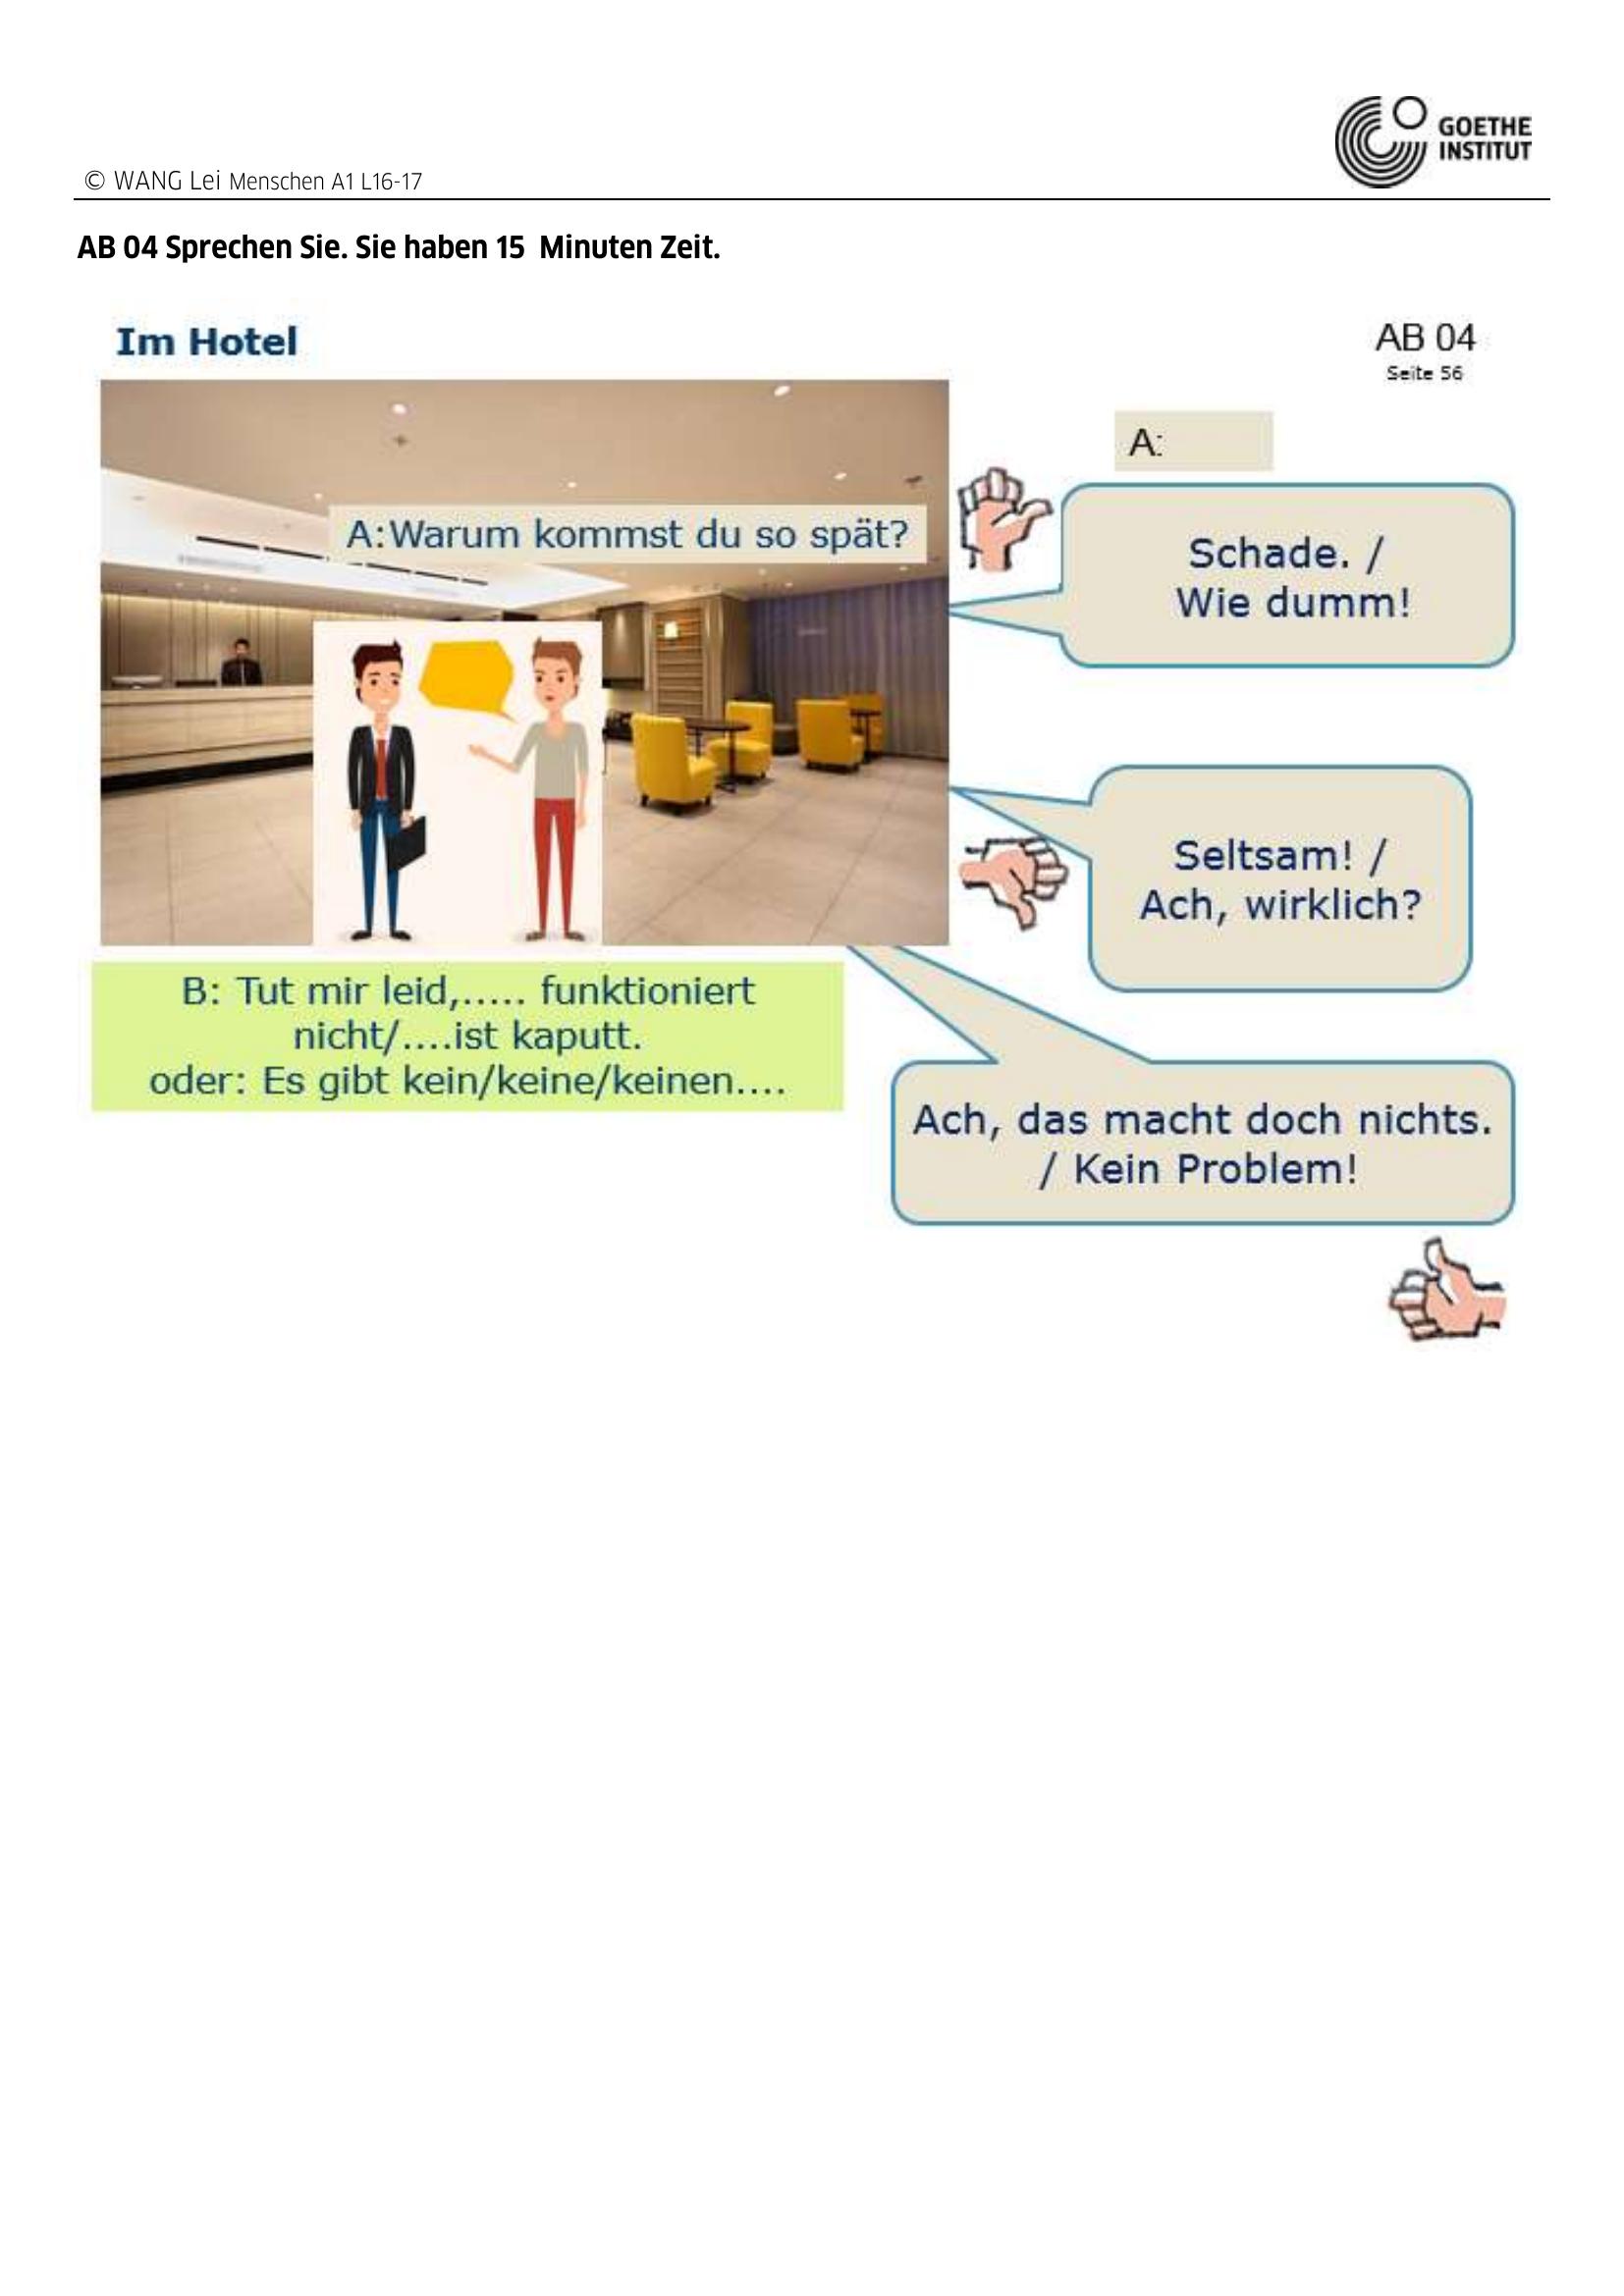 GOETHE
INSTITUT
© WANG Lei Menschen A1 L16-17
AB 04 Sprechen Sie. Sie haben 15  Minuten Zeit.
Im Hotel
AB 04
Seite 56
A:
A:Warum kommst du so spät?
Schade. /
Wie dumm!
Seltsam! /
Ach, wirklich?
B: Tut mir leid,..... funktioniert
nicht/....ist kaputt.
oder: Es gibt kein/keine/keinen....
Ach, das macht doch nichts.
/ Kein Problem!